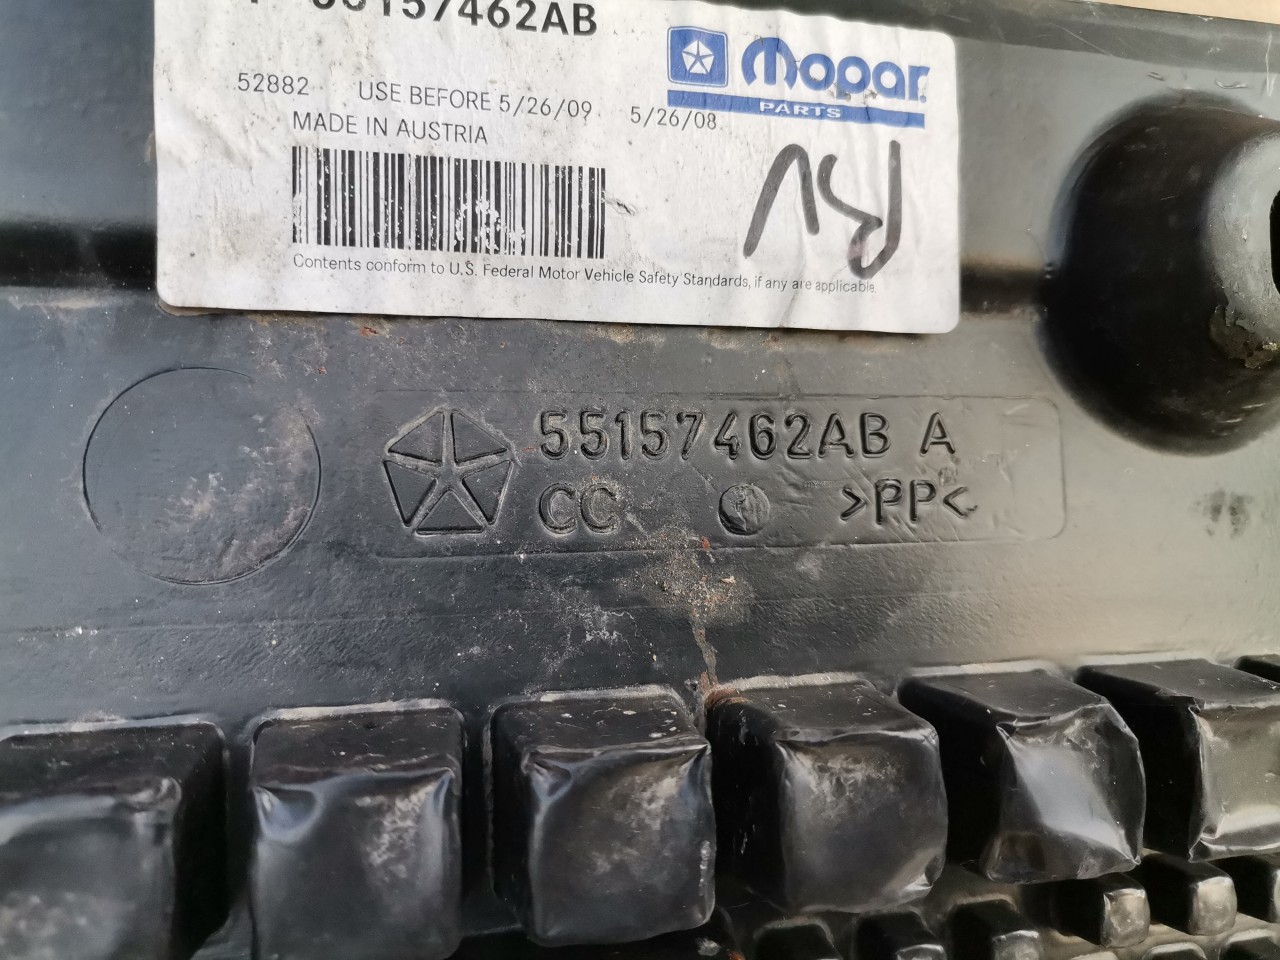 55157462AB
Mopar
PARTS
52882 USE BEFORE 5/26/09 5/26/08
MADE IN AUSTRIA
Contents conform to U.S. Federal Motor Vehicle Safety Standards, if any are applicable.
55157462AB A
CC >PP<